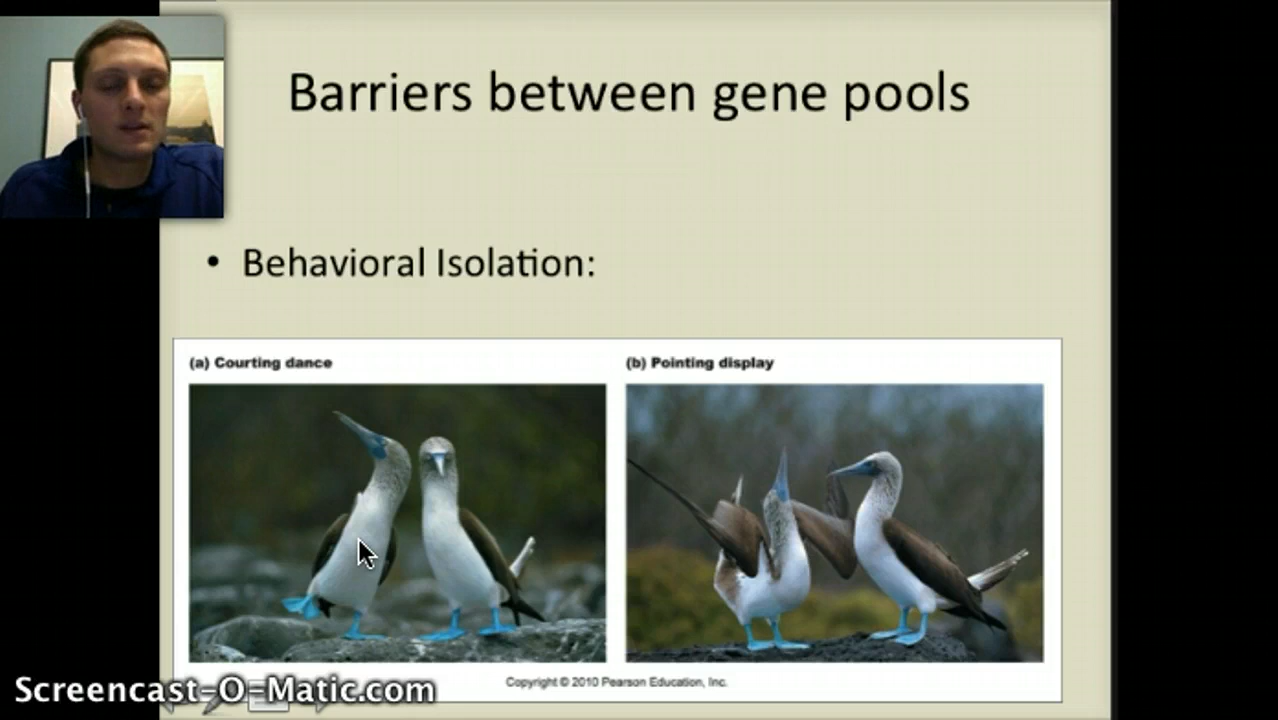 Barriers between gene pools
• Behavioral Isolation:
(a) Courting dance
(b) Pointing display
Copyright © 2010 Pearson Education, Inc.
Screencast-O-Matic.com